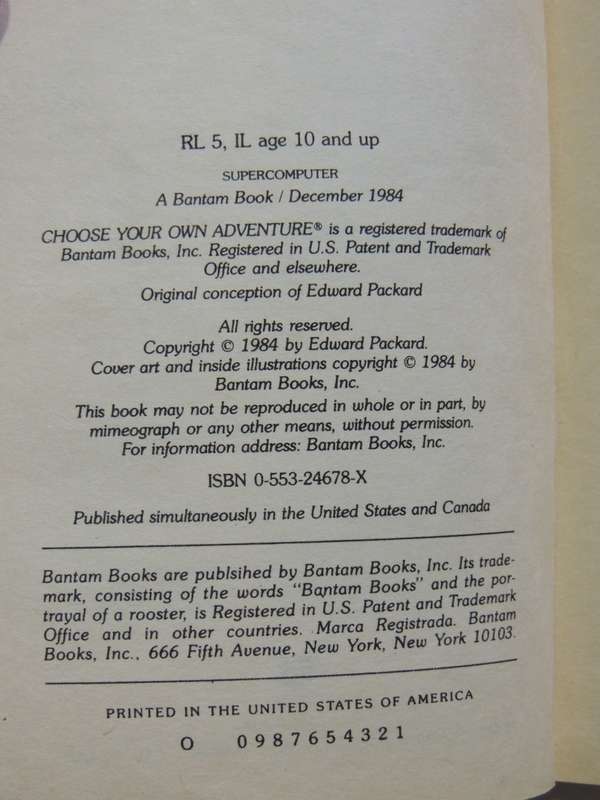 RL 5, IL age 10 and up
SUPERCOMPUTER
A Bantam Book / December 1984
CHOOSE YOUR OWN ADVENTURE® is a registered trademark of
Bantam Books, Inc. Registered in U.S. Patent and Trademark
Office and elsewhere.
Original conception of Edward Packard
All rights reserved.
Copyright © 1984 by Edward Packard.
Cover art and inside illustrations copyright © 1984 by
Bantam Books, Inc.
This book may not be reproduced in whole or in part, by
mimeograph or any other means, without permission.
For information address: Bantam Books, Inc.
ISBN 0-553-24678-X
Published simultaneously in the United States and Canada
Bantam Books are publsihed by Bantam Books, Inc. Its trade-
mark, consisting of the words "Bantam Books" and the por-
trayal of a rooster, is Registered in U.S. Patent and Trademark
Office and in other countries. Marca Registrada. Bantam
Books, Inc., 666 Fifth Avenue, New York, New York 10103.
PRINTED IN THE UNITED STATES OF AMERICA
O 0 9 8 7 6 5 4 3 2 1